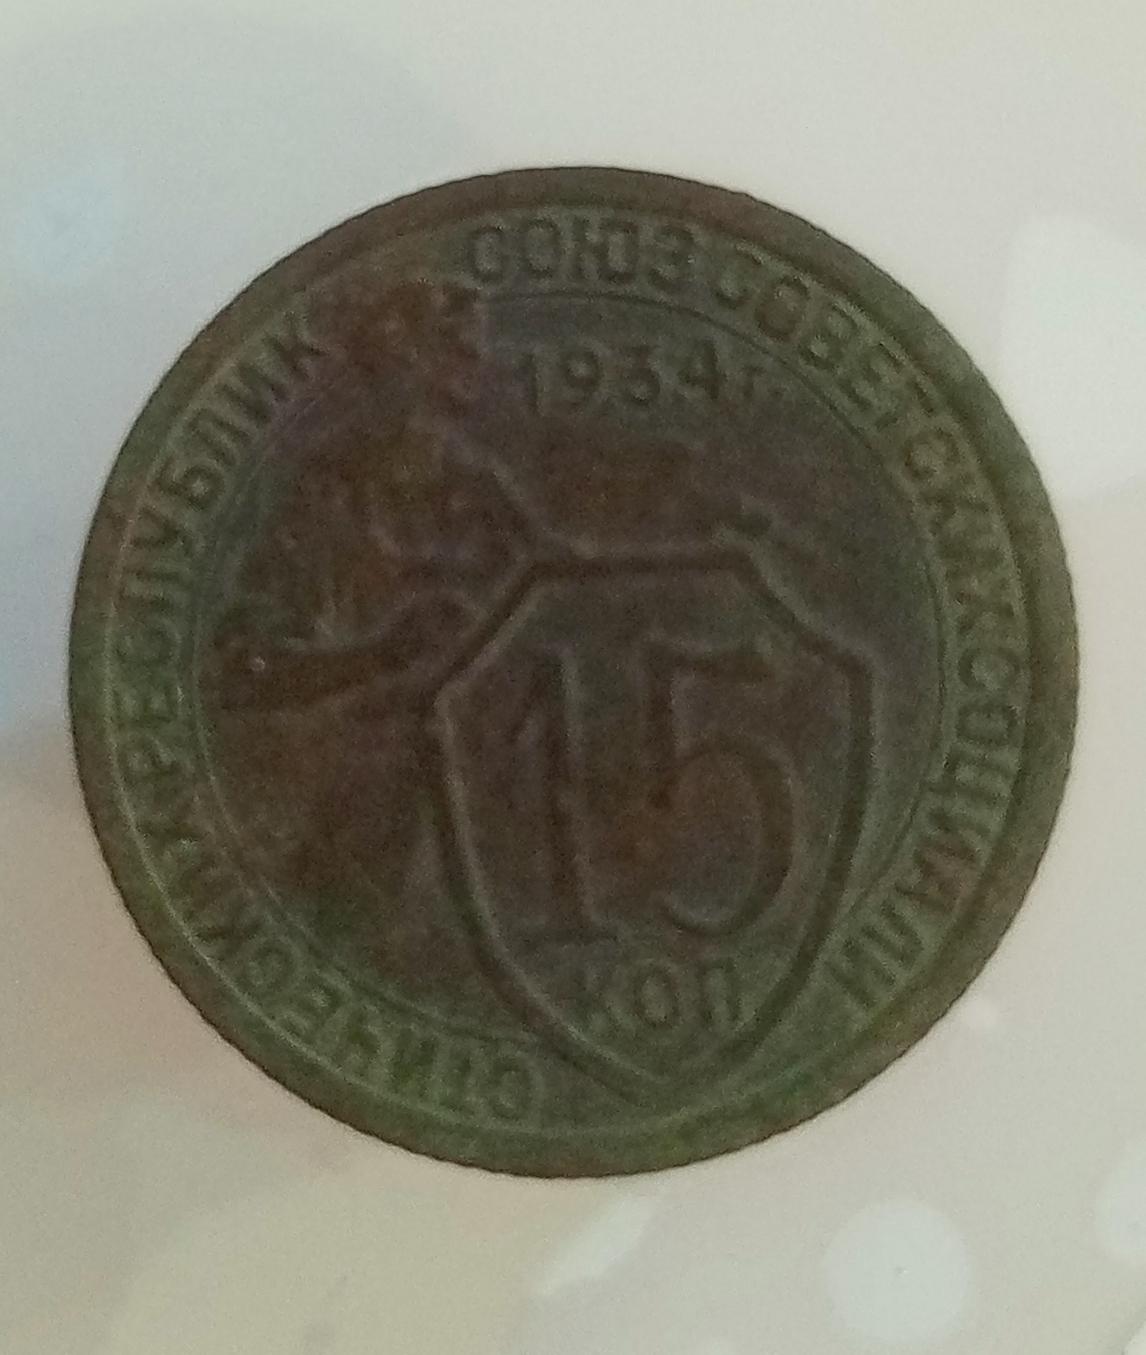 СОЮЗ СОВЕТСКИХ СОЦИАЛИСТИЧЕСКИХ РЕСПУБЛИК
1934г.
15
КОП